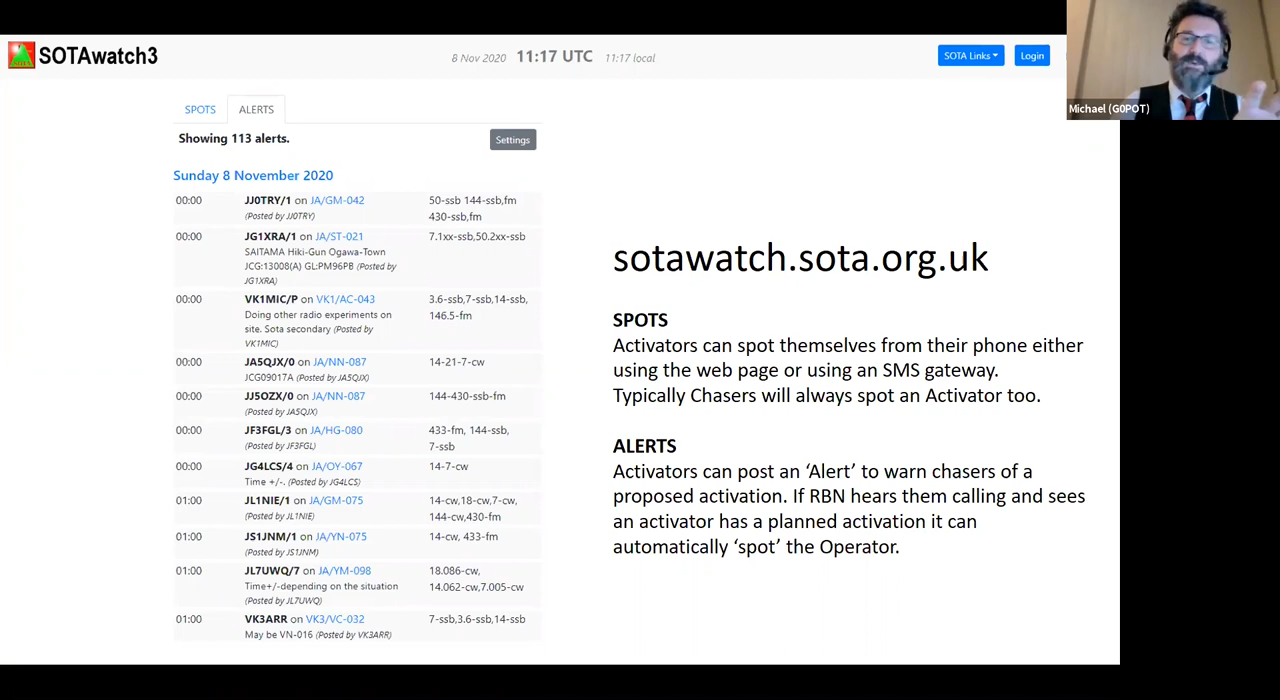 SOTAwatch3
8 Nov 2020 11:17 UTC 11:17 local
SOTA Links
Login
Michael (G0POT)
SPOTS ALERTS
Showing 113 alerts.
Settings
Sunday 8 November 2020
00:00 JJ0TRY/1 on JA/GM-042 50-ssb 144-ssb,fm
(Posted by JJ0TRY) 430-ssb,fm
00:00 JG1XRA/1 on JA/ST-021 7.1xx-ssb,50.2xx-ssb
SAITAMA Hiki-Gun Ogawa-Town
JCG:13008(A) GL:PM96PB (Posted by
JG1XRA)
00:00 VK1MIC/P on VK1/AC-043 3.6-ssb,7-ssb,14-ssb,
Doing other radio experiments on 146.5-fm
site. Sota secondary (Posted by
VK1MIC)
00:00 JA5QJX/0 on JA/NN-087 14-21-7-cw
JCG09017A (Posted by JA5QJX)
00:00 JJ5OZX/0 on JA/NN-087 144-430-ssb-fm
(Posted by JA5QJX)
00:00 JF3FGL/3 on JA/HG-080 433-fm, 144-ssb,
(Posted by JF3FGL) 7-ssb
00:00 JG4LCS/4 on JA/OY-067 14-7-cw
Time +/-. (Posted by JG4LCS)
01:00 JL1NIE/1 on JA/GM-075 14-cw,18-cw,7-cw,
(Posted by JL1NIE) 144-cw,430-fm
01:00 JS1JNM/1 on JA/YN-075 14-cw, 433-fm
(Posted by JS1JNM)
01:00 JL7UWQ/7 on JA/YM-098 18.086-cw,
Time+/-depending on the situation 14.062-cw,7.005-cw
(Posted by JL7UWQ)
01:00 VK3ARR on VK3/VC-032 7-ssb,3.6-ssb,14-ssb
May be VN-016 (Posted by VK3ARR)
sotawatch.sota.org.uk
SPOTS
Activators can spot themselves from their phone either
using the web page or using an SMS gateway.
Typically Chasers will always spot an Activator too.
ALERTS
Activators can post an ‘Alert’ to warn chasers of a
proposed activation. If RBN hears them calling and sees
an activator has a planned activation it can
automatically ‘spot’ the Operator.